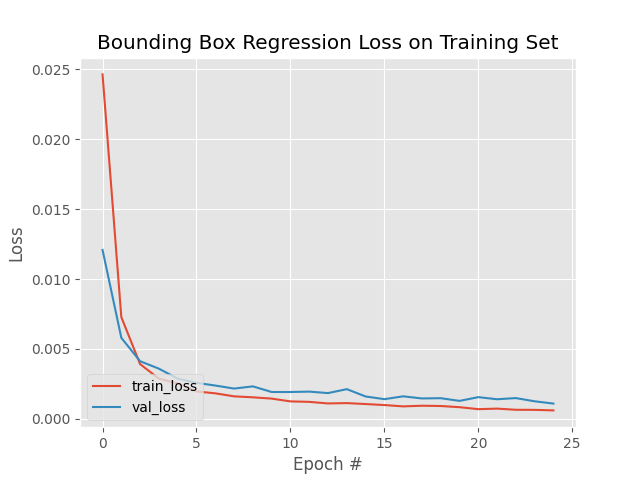 Bounding Box Regression Loss on Training Set
0.025
0.020
0.015
0.010
0.005
0.000
Loss
train_loss
val_loss
0 5 10 15 20 25
Epoch #